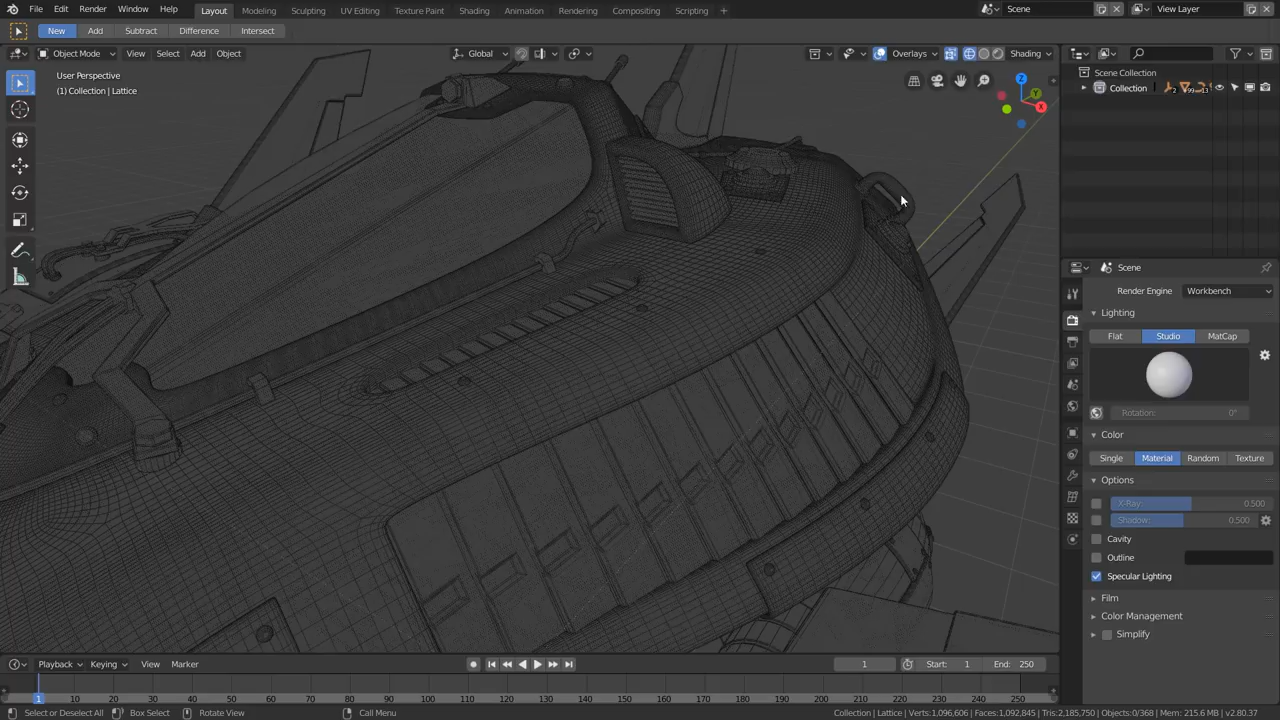 File Edit Render Window Help Layout Modeling Sculpting UV Editing Texture Paint Shading Animation Rendering Compositing Scripting + Scene View Layer
New Add Subtract Difference Intersect
Object Mode View Select Add Object Global Overlays Shading
User Perspective
(1) Collection | Lattice
Z
Y
X
Scene Collection
Collection
2 99+ 13
Scene
Render Engine Workbench
Lighting
Flat Studio MatCap
Rotation: 0°
Color
Single Material Random Texture
Options
X-Ray: 0.500
Shadow: 0.500
Cavity
Outline
Specular Lighting
Film
Color Management
Simplify
Playback Keying View Marker 1 Start: 1 End: 250
1 10 20 30 40 50 60 70 80 90 100 110 120 130 140 150 160 170 180 190 200 210 220 230 240 250
Select or Deselect All Box Select Rotate View Call Menu Collection | Lattice | Verts:1,096,606 | Faces:1,092,845 | Tris:2,185,750 | Objects:0/368 | Mem: 215.6 MB | v2.80.37